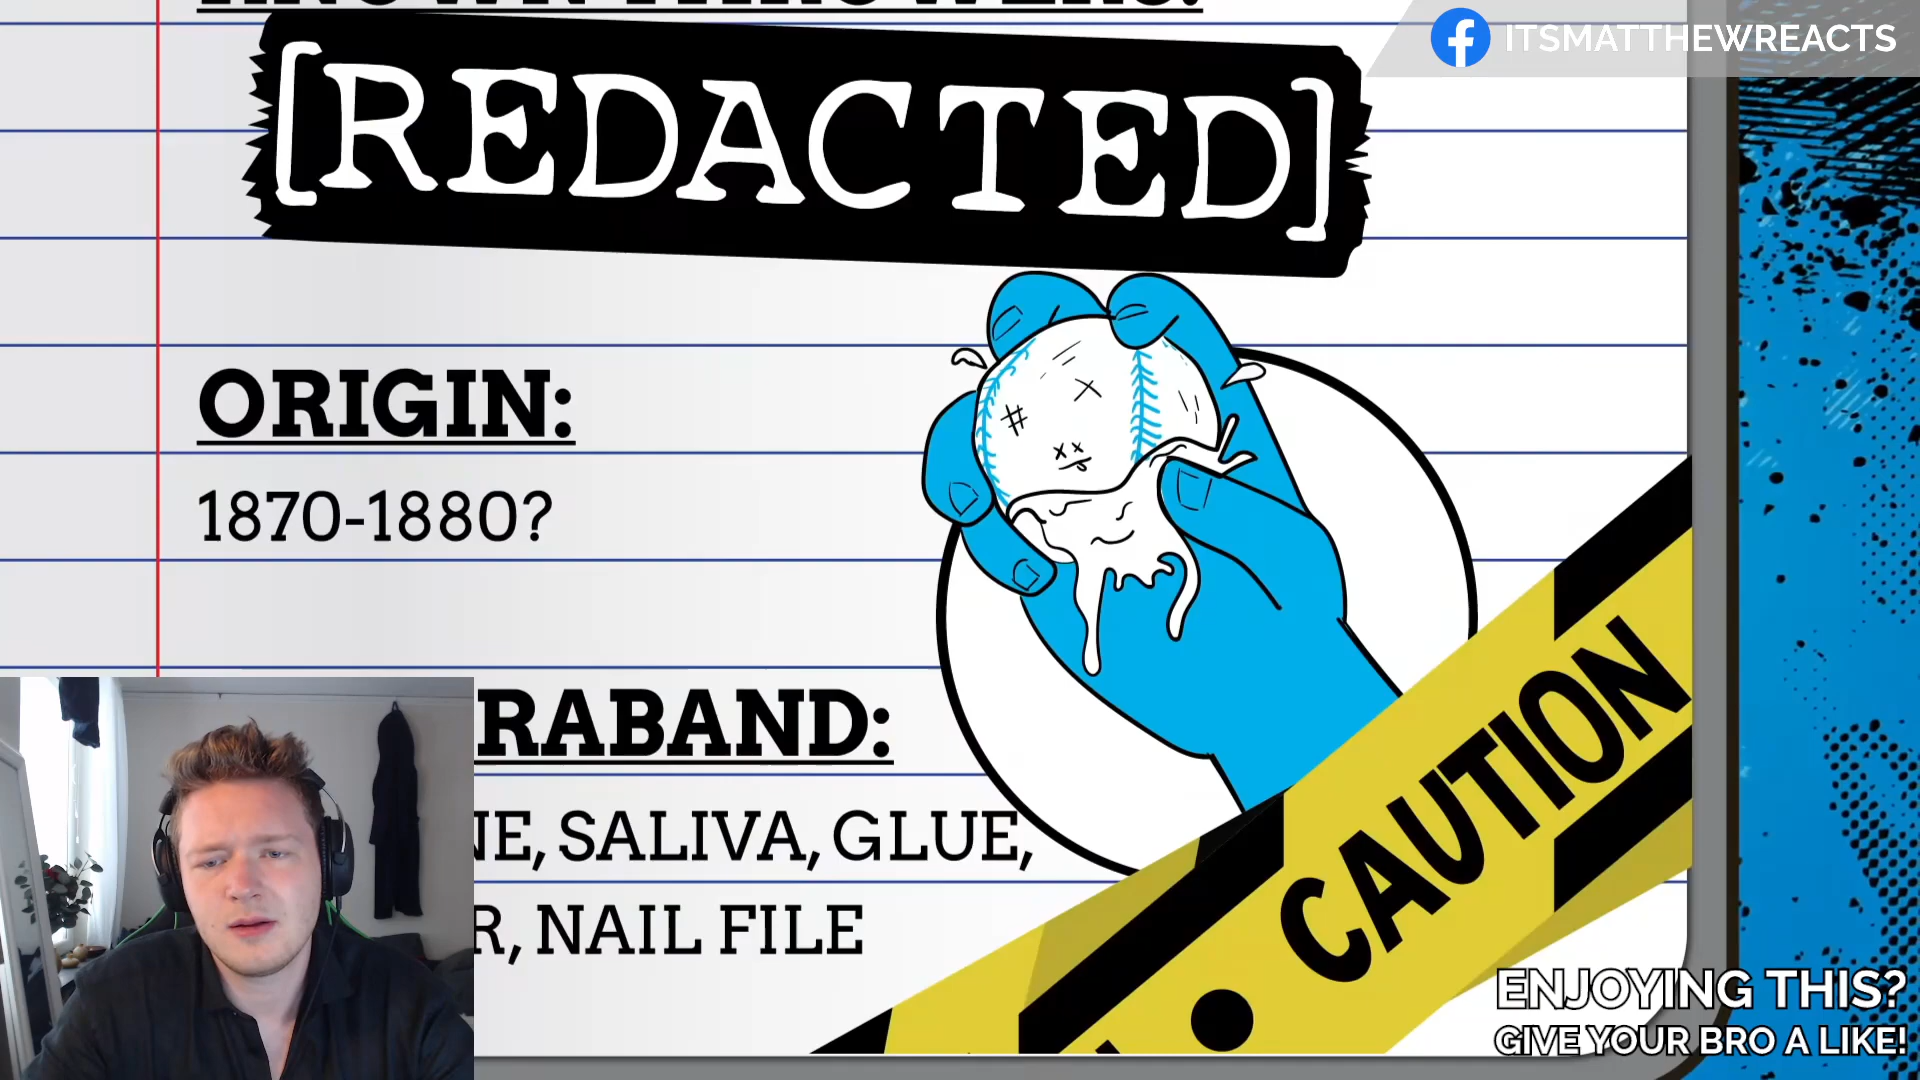 ITSMATTHEWREACTS
[REDACTED]
ORIGIN:
1870-1880?
RABAND:
NE, SALIVA, GLUE,
R, NAIL FILE
CAUTION
ENJOYING THIS?
GIVE YOUR BRO A LIKE!